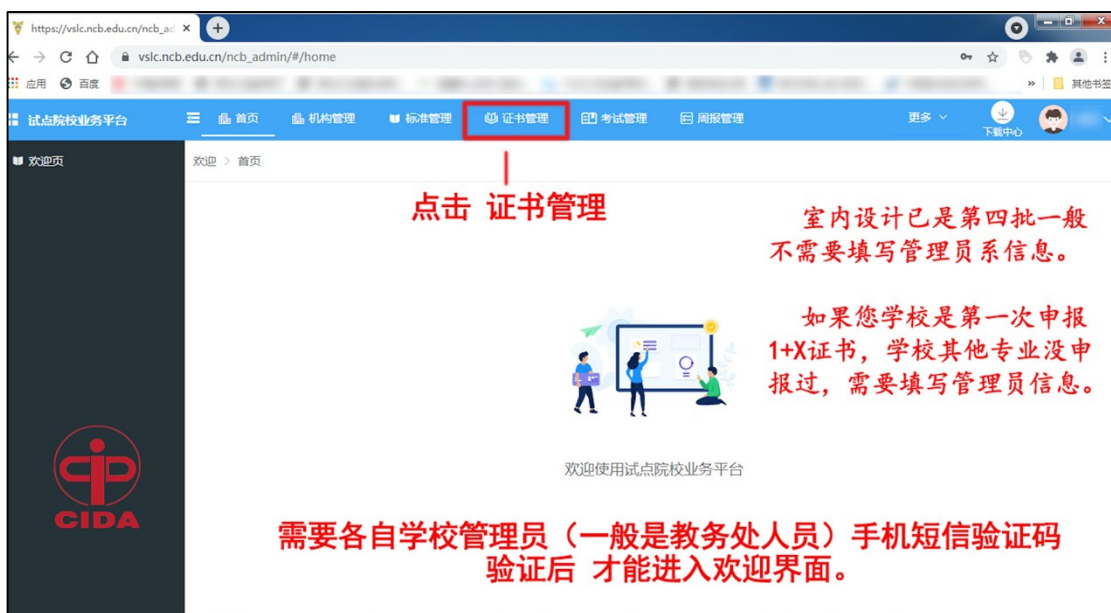 https://vslc.ncb.edu.cn/ncb_ad
vslc.ncb.edu.cn/ncb_admin/#/home
应用 百度 其他书签
试点院校业务平台 首页 机构管理 标准管理 证书管理 考试管理 周报管理 更多 下载中心
欢迎页 欢迎 > 首页
点击 证书管理
室内设计已是第四批一般
不需要填写管理员系信息。
如果您学校是第一次申报
1+X证书，学校其他专业没申
报过，需要填写管理员信息。
CIDA
欢迎使用试点院校业务平台
需要各自学校管理员（一般是教务处人员）手机短信验证码
验证后 才能进入欢迎界面。